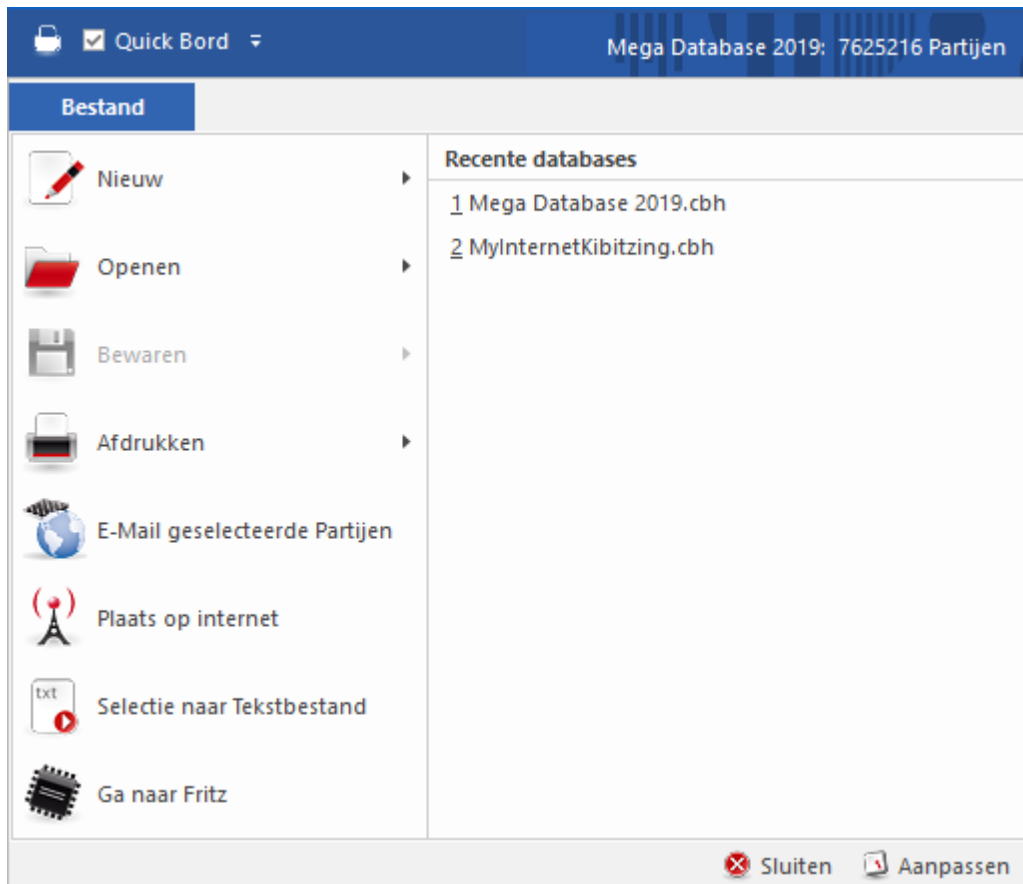 Quick Bord
Mega Database 2019: 7625216 Partijen
Bestand
Nieuw
Openen
Bewaren
Afdrukken
E-Mail geselecteerde Partijen
Plaats op internet
txt
Selectie naar Tekstbestand
Ga naar Fritz
Recente databases
1 Mega Database 2019.cbh
2 MyInternetKibitzing.cbh
Sluiten
Aanpassen